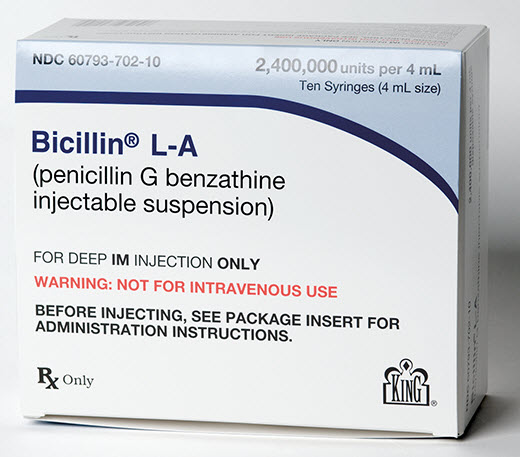 NDC 60793-702-10
2,400,000 units per 4 mL
Ten Syringes (4 mL size)
Bicillin® L-A
(penicillin G benzathine
injectable suspension)
FOR DEEP IM INJECTION ONLY
WARNING: NOT FOR INTRAVENOUS USE
BEFORE INJECTING, SEE PACKAGE INSERT FOR
ADMINISTRATION INSTRUCTIONS.
Rx Only
KING®